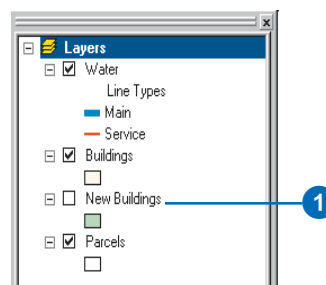 Layers
Water
Line Types
Main
Service
Buildings
New Buildings
1
Parcels